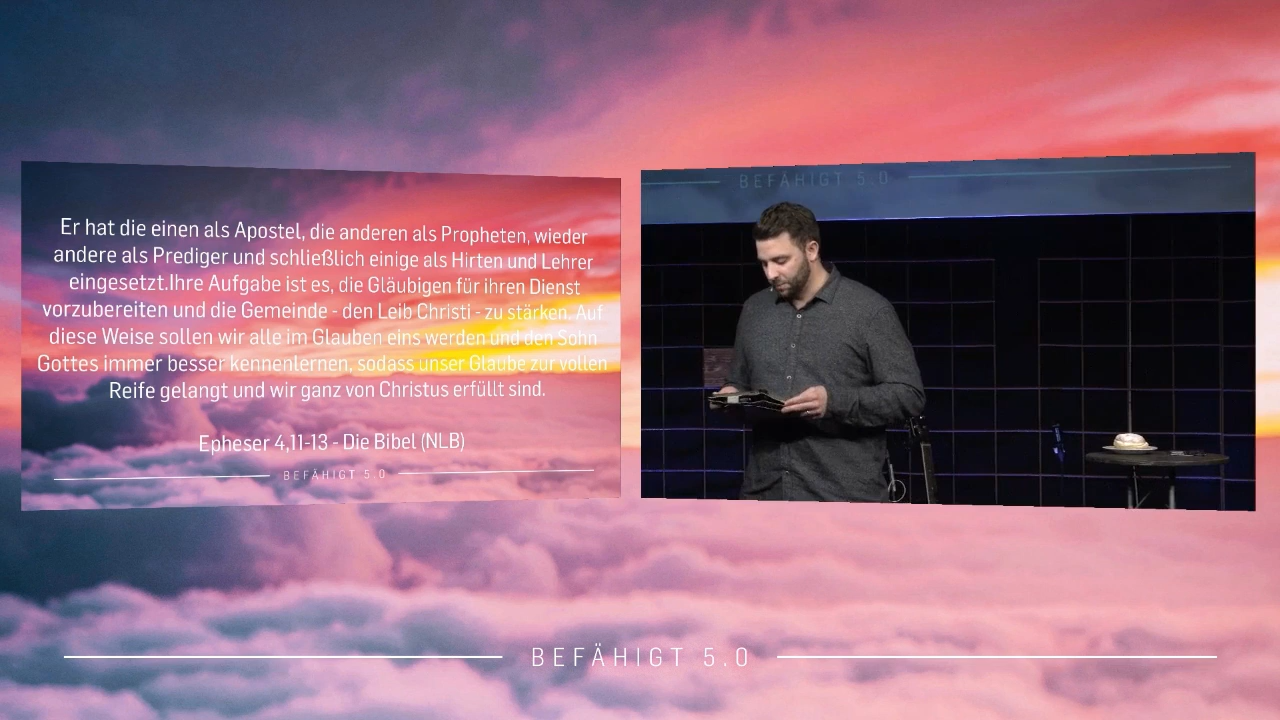 Er hat die einen als Apostel, die anderen als Propheten, wieder
andere als Prediger und schließlich einige als Hirten und Lehrer
eingesetzt.Ihre Aufgabe ist es, die Gläubigen für ihren Dienst
vorzubereiten und die Gemeinde - den Leib Christi - zu stärken. Auf
diese Weise sollen wir alle im Glauben eins werden und den Sohn
Gottes immer besser kennenlernen, sodass unser Glaube zur vollen
Reife gelangt und wir ganz von Christus erfüllt sind.
Epheser 4,11-13 - Die Bibel (NLB)
BEFÄHIGT 5.0
BEFÄHIGT 5.0
BEFÄHIGT 5.0